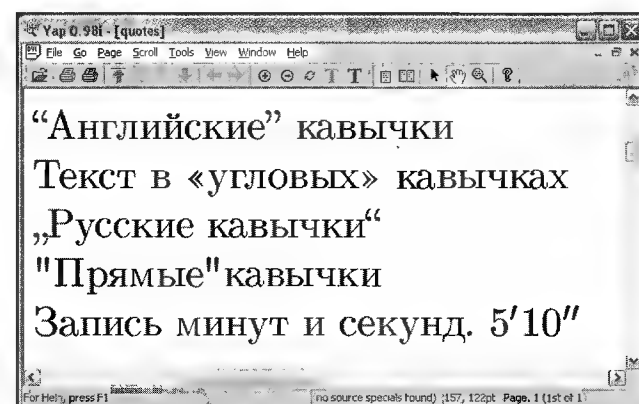 Yap 0.98i - [quotes]
File Go Page Scroll Tools View Window Help
“Английские” кавычки
Текст в «угловых» кавычках
„Русские кавычки“
"Прямые"кавычки
Запись минут и секунд. 5′10″
For Help, press F1 no source specials found) 157, 122pt Page. 1 (1st of 1)